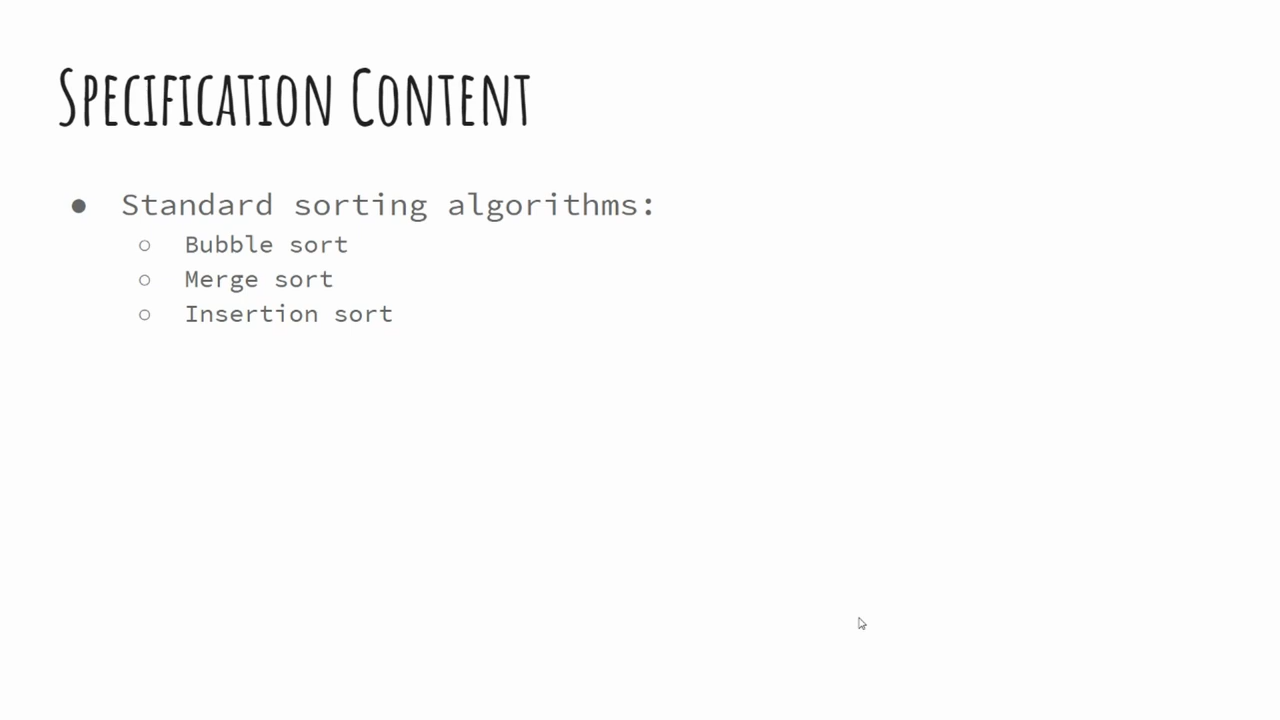 Specification Content
● Standard sorting algorithms:
○ Bubble sort
○ Merge sort
○ Insertion sort